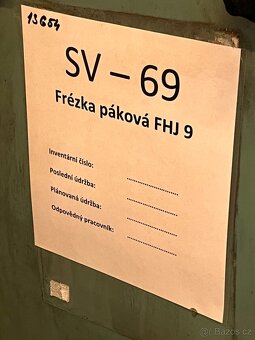 13654
SV – 69
Frézka páková FHJ 9
Inventární číslo: ........................
Poslední údržba: ........................
Plánovaná údržba: ........................
Odpovědný pracovník: ........................
Bazos.cz